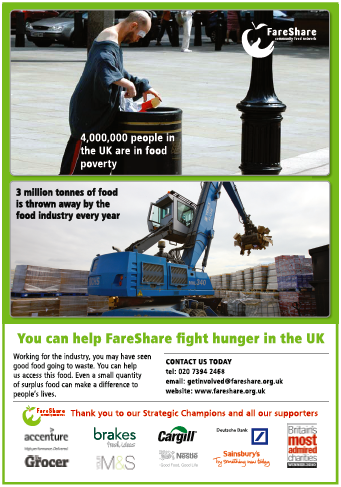 FareShare
community food network
4,000,000 people in
the UK are in food
poverty
3 million tonnes of food
is thrown away by the
food industry every year
240
You can help FareShare fight hunger in the UK
Working for the industry, you may have seen
good food going to waste. You can help
us access this food. Even a small quantity
of surplus food can make a difference to
people's lives.
CONTACT US TODAY
tel: 020 7394 2468
email: getinvolved@fareshare.org.uk
website: www.fareshare.org.uk
FareShare
community food network
Thank you to our Strategic Champions and all our supporters
accenture
High performance. Delivered.
brakes
Fresh Ideas
Cargill
Deutsche Bank
Britain's
most
admired
charities
The Grocer
M&S
Nestlé
Good Food, Good Life
Sainsbury's
Try something new today